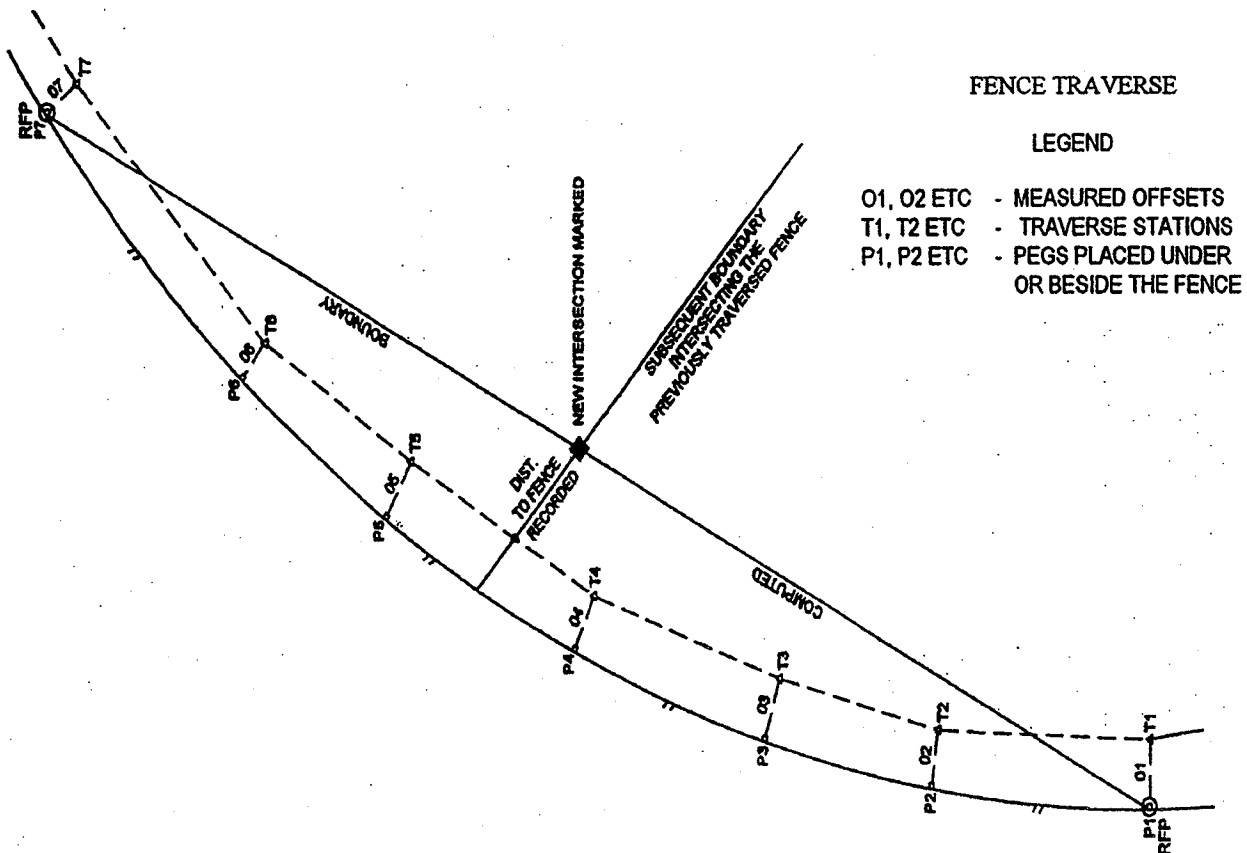 FENCE TRAVERSE
LEGEND
O1, O2 ETC - MEASURED OFFSETS
T1, T2 ETC - TRAVERSE STATIONS
P1, P2 ETC - PEGS PLACED UNDER
OR BESIDE THE FENCE
RFP
P7
O7
T7
P6
O6
T6
P5
O5
T5
P4
O4
T4
P3
O3
T3
P2
O2
T2
P1
RFP
O1
T1
BOUNDARY
COMPUTED
NEW INTERSECTION MARKED
SUBSEQUENT BOUNDARY
INTERSECTING THE
PREVIOUSLY TRAVERSED FENCE
DIST.
TO FENCE
RECORDED